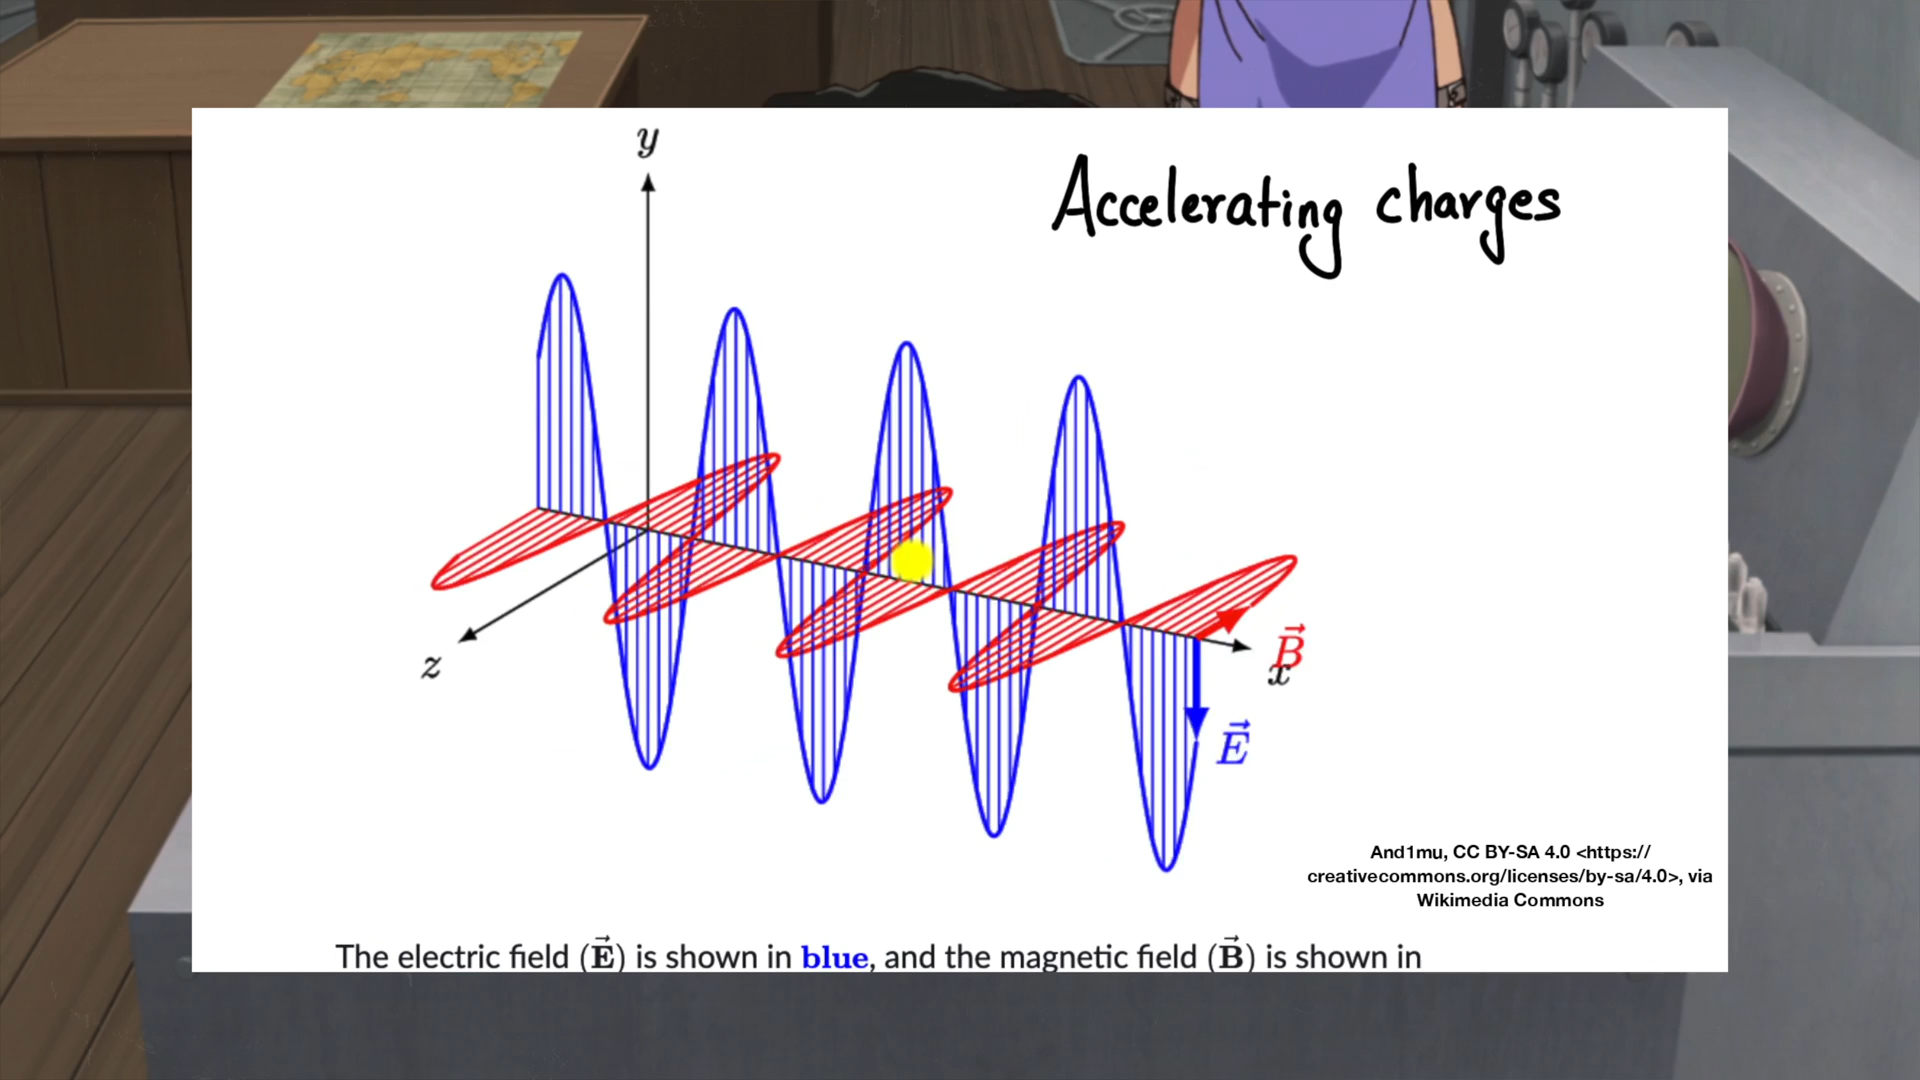 y
Accelerating charges
z
B⃗
x
E⃗
And1mu, CC BY-SA 4.0 <https://
creativecommons.org/licenses/by-sa/4.0>, via
Wikimedia Commons
The electric field (E⃗) is shown in blue, and the magnetic field (B⃗) is shown in